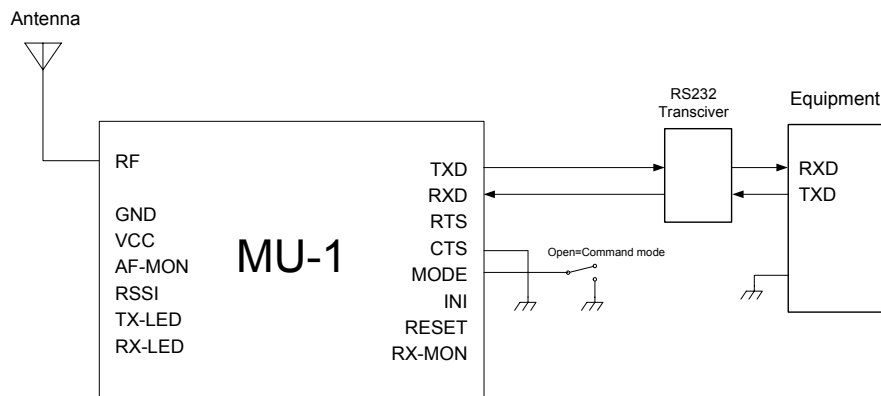 Antenna
RF
GND
VCC
AF-MON
RSSI
TX-LED
RX-LED
MU-1
TXD
RXD
RTS
CTS
MODE
INI
RESET
RX-MON
Open=Command mode
RS232
Transciver
Equipment
RXD
TXD